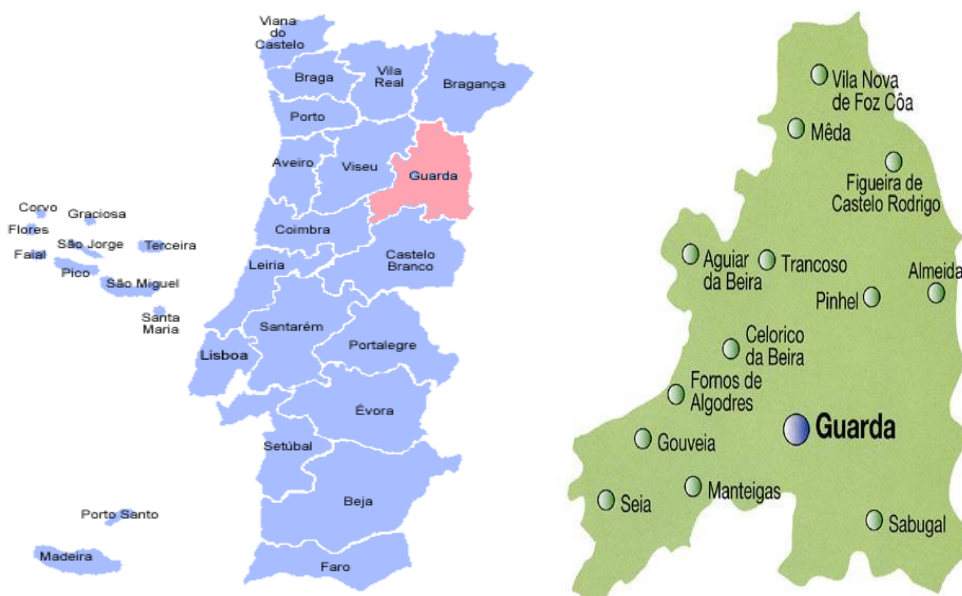 Viana
do
Castelo
Braga
Vila
Real
Bragança
Porto
Aveiro
Viseu
Guarda
Coimbra
Castelo
Branco
Leiria
Santarém
Lisboa
Portalegre
Évora
Setúbal
Beja
Faro
Corvo
Graciosa
Flores
São Jorge
Terceira
Faial
Pico
São Miguel
Santa
Maria
Porto Santo
Madeira
Vila Nova
de Foz Côa
Mêda
Figueira de
Castelo Rodrigo
Aguiar
da Beira
Trancoso
Almeida
Pinhel
Celorico
da Beira
Fornos de
Algodres
Guarda
Gouveia
Manteigas
Seia
Sabugal